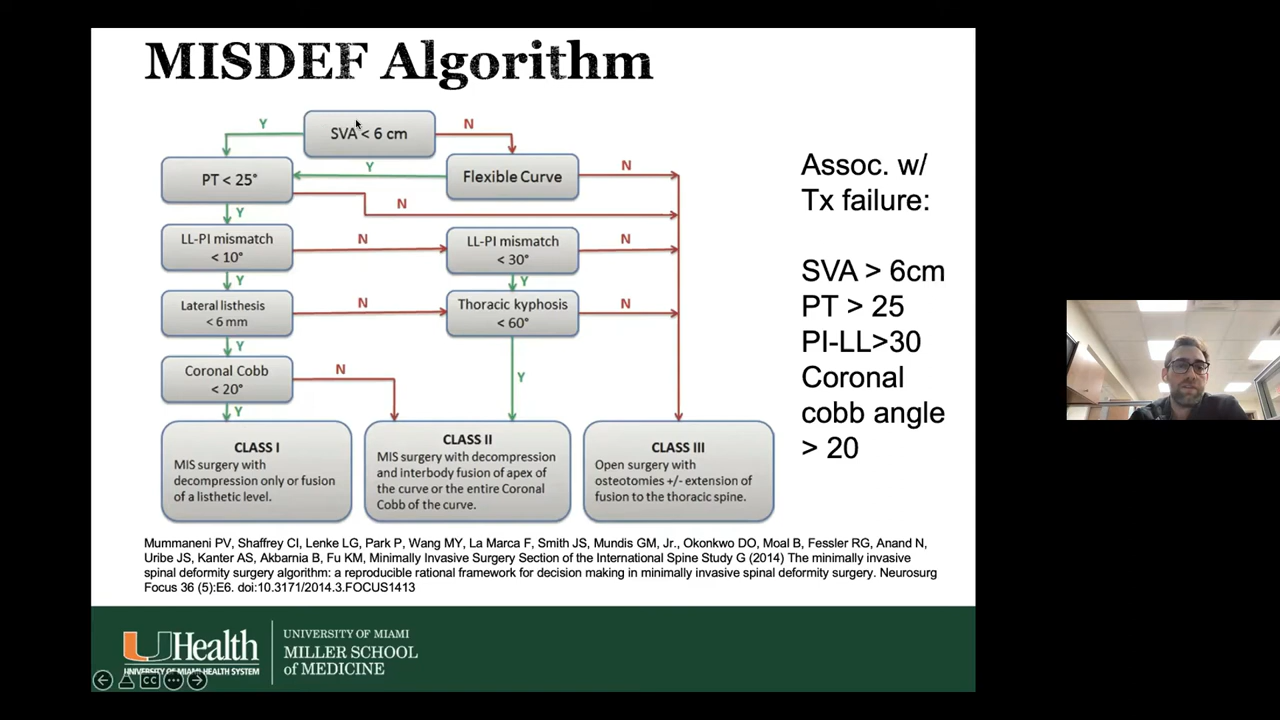 MISDEF Algorithm
Y
SVA < 6 cm
N
PT < 25°
Y
Flexible Curve
N
Y
N
LL-PI mismatch
< 10°
N
LL-PI mismatch
< 30°
N
Y
Y
Lateral listhesis
< 6 mm
N
Thoracic kyphosis
< 60°
N
Y
Coronal Cobb
< 20°
N
Y
Y
CLASS I
MIS surgery with
decompression only or fusion
of a listhetic level.
CLASS II
MIS surgery with decompression
and interbody fusion of apex of
the curve or the entire Coronal
Cobb of the curve.
CLASS III
Open surgery with
osteotomies +/- extension of
fusion to the thoracic spine.
Assoc. w/
Tx failure:
SVA > 6cm
PT > 25
PI-LL>30
Coronal
cobb angle
> 20
Mummaneni PV, Shaffrey CI, Lenke LG, Park P, Wang MY, La Marca F, Smith JS, Mundis GM, Jr., Okonkwo DO, Moal B, Fessler RG, Anand N,
Uribe JS, Kanter AS, Akbarnia B, Fu KM, Minimally Invasive Surgery Section of the International Spine Study G (2014) The minimally invasive
spinal deformity surgery algorithm: a reproducible rational framework for decision making in minimally invasive spinal deformity surgery. Neurosurg
Focus 36 (5):E6. doi:10.3171/2014.3.FOCUS1413
UHealth
UNIVERSITY OF MIAMI HEALTH SYSTEM
UNIVERSITY OF MIAMI
MILLER SCHOOL
of MEDICINE
CC